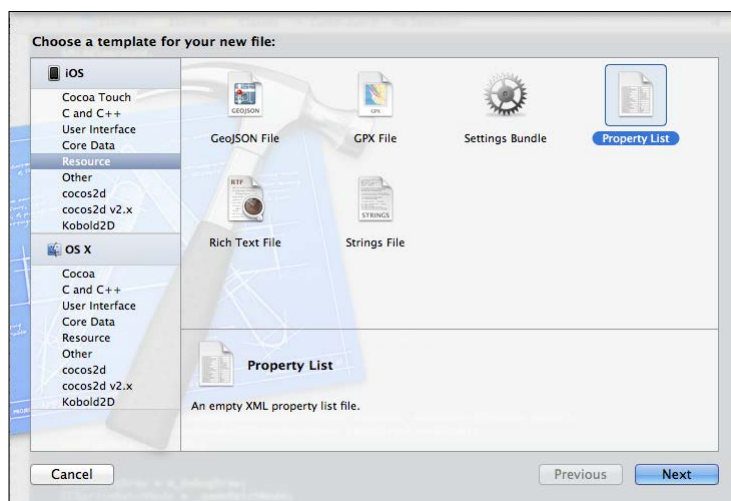 Choose a template for your new file:
iOS
Cocoa Touch
C and C++
User Interface
Core Data
Resource
Other
cocos2d
cocos2d v2.x
Kobold2D
OS X
Cocoa
C and C++
User Interface
Core Data
Resource
Other
cocos2d
cocos2d v2.x
Kobold2D
GEOJSON
GeoJSON File
GPX
GPX File
Settings Bundle
Property List
RTF
Rich Text File
STRINGS
Strings File
Property List
An empty XML property list file.
Cancel
Previous
Next